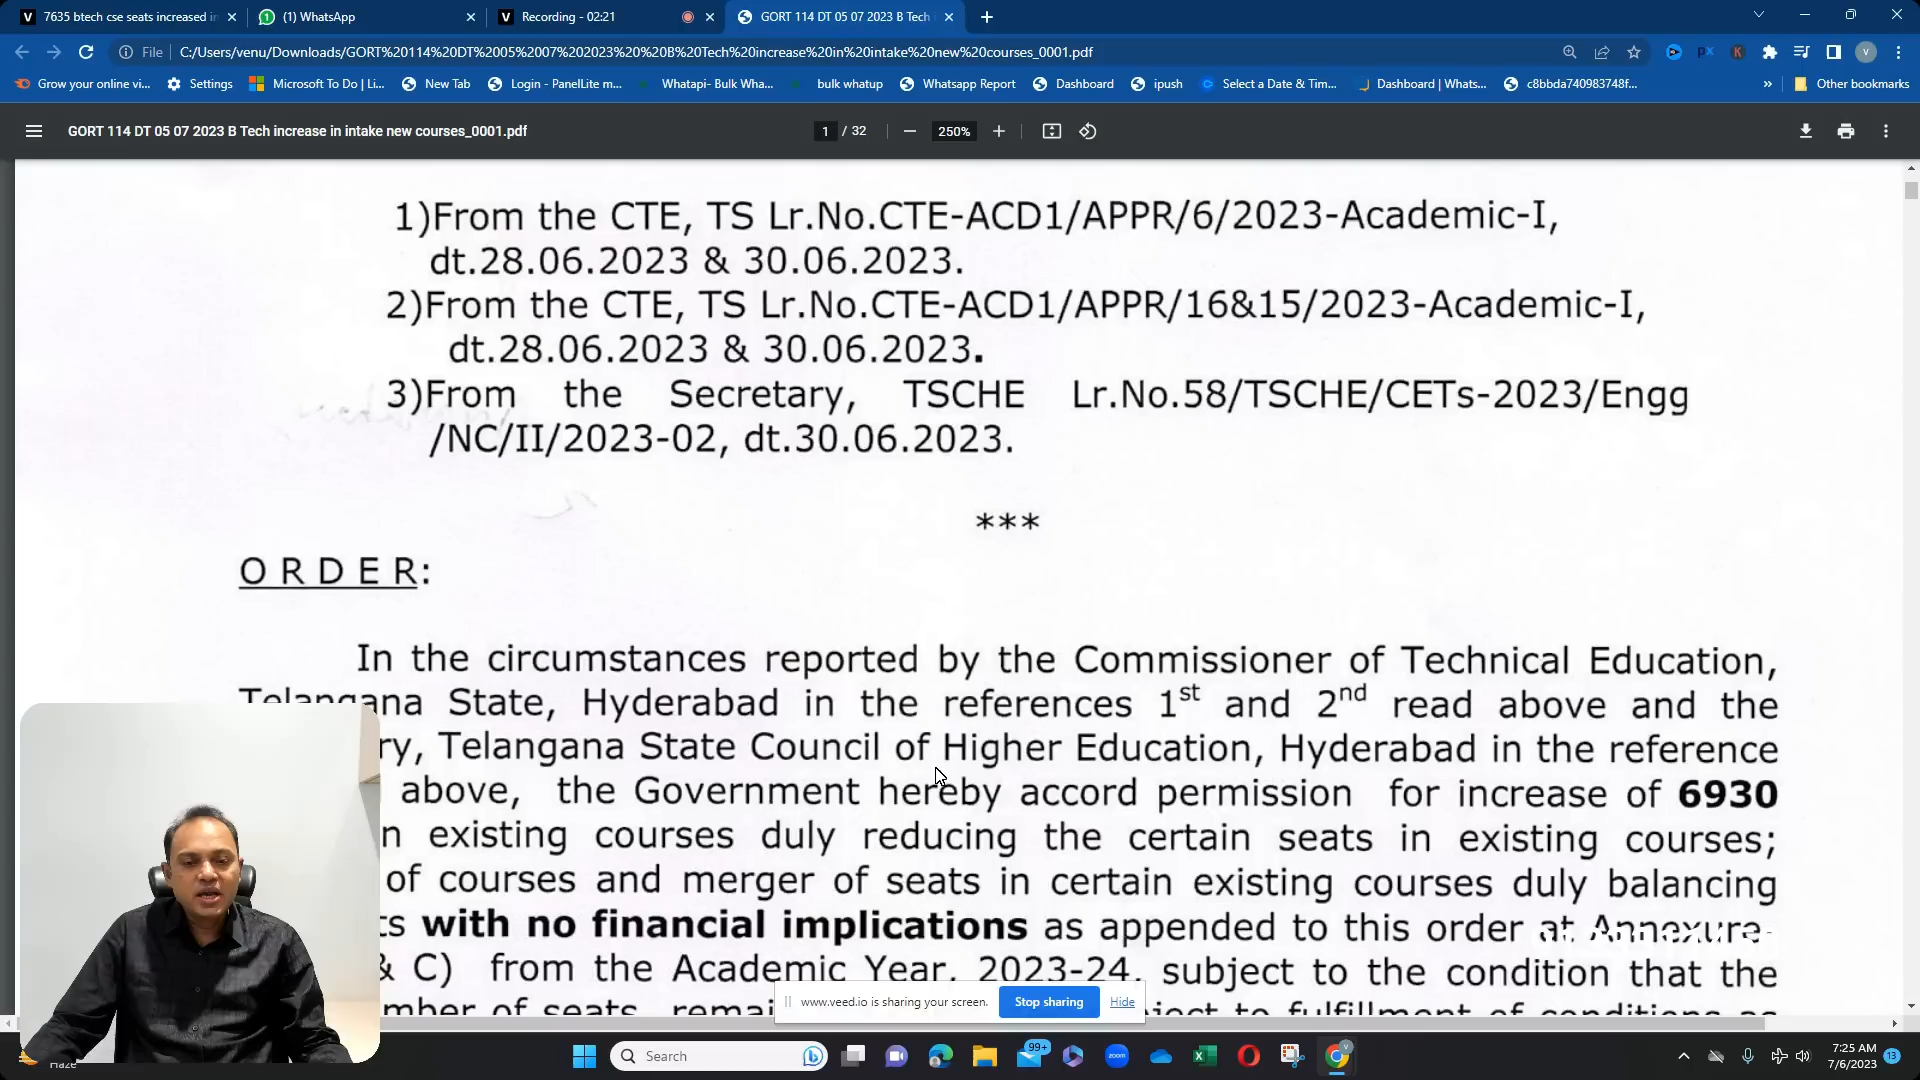 7635 btech cse seats increased in
(1) WhatsApp
Recording - 02:21
GORT 114 DT 05 07 2023 B Tech i
File
C:/Users/venu/Downloads/GORT%20114%20DT%2005%2007%202023%20%20B%20Tech%20increase%20in%20intake%20new%20courses_0001.pdf
Grow your online vi...
Settings
Microsoft To Do | Li...
New Tab
Login - PanelLite m...
Whatapi- Bulk Wha...
bulk whatup
Whatsapp Report
Dashboard
ipush
Select a Date & Tim...
Dashboard | Whats...
c8bbda740983748f...
Other bookmarks
GORT 114 DT 05 07 2023 B Tech increase in intake new courses_0001.pdf
1 / 32
250%
1)From the CTE, TS Lr.No.CTE-ACD1/APPR/6/2023-Academic-I,
dt.28.06.2023 & 30.06.2023.
2)From the CTE, TS Lr.No.CTE-ACD1/APPR/16&15/2023-Academic-I,
dt.28.06.2023 & 30.06.2023.
3)From the Secretary, TSCHE Lr.No.58/TSCHE/CETs-2023/Engg
/NC/II/2023-02, dt.30.06.2023.
***
O R D E R:
In the circumstances reported by the Commissioner of Technical Education,
Telangana State, Hyderabad in the references 1st and 2nd read above and the
ry, Telangana State Council of Higher Education, Hyderabad in the reference
above, the Government hereby accord permission for increase of 6930
n existing courses duly reducing the certain seats in existing courses;
of courses and merger of seats in certain existing courses duly balancing
ts with no financial implications as appended to this order at Annexure
& C) from the Academic Year, 2023-24, subject to the condition that the
mber of seats
www.veed.io is sharing your screen.
Stop sharing
Hide
Haze
Search
99+
zoom
7:25 AM
7/6/2023
13